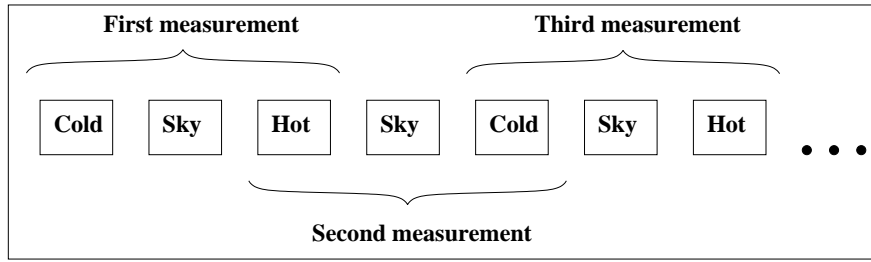 First measurement Third measurement
Cold Sky Hot Sky Cold Sky Hot
Second measurement